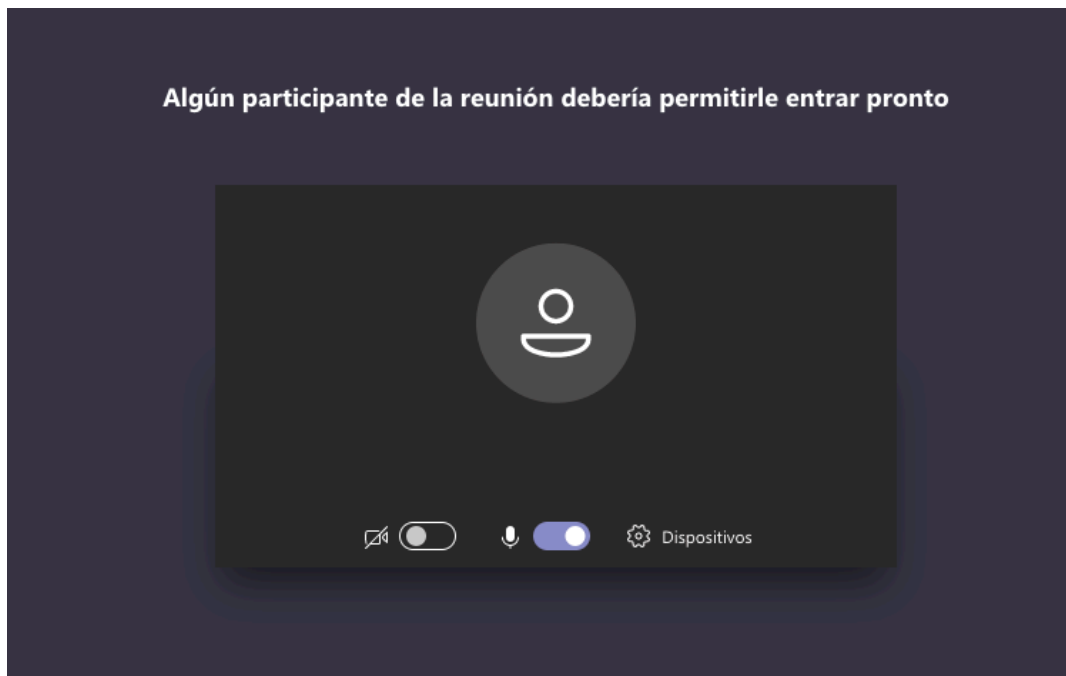 Algún participante de la reunión debería permitirle entrar pronto
Dispositivos